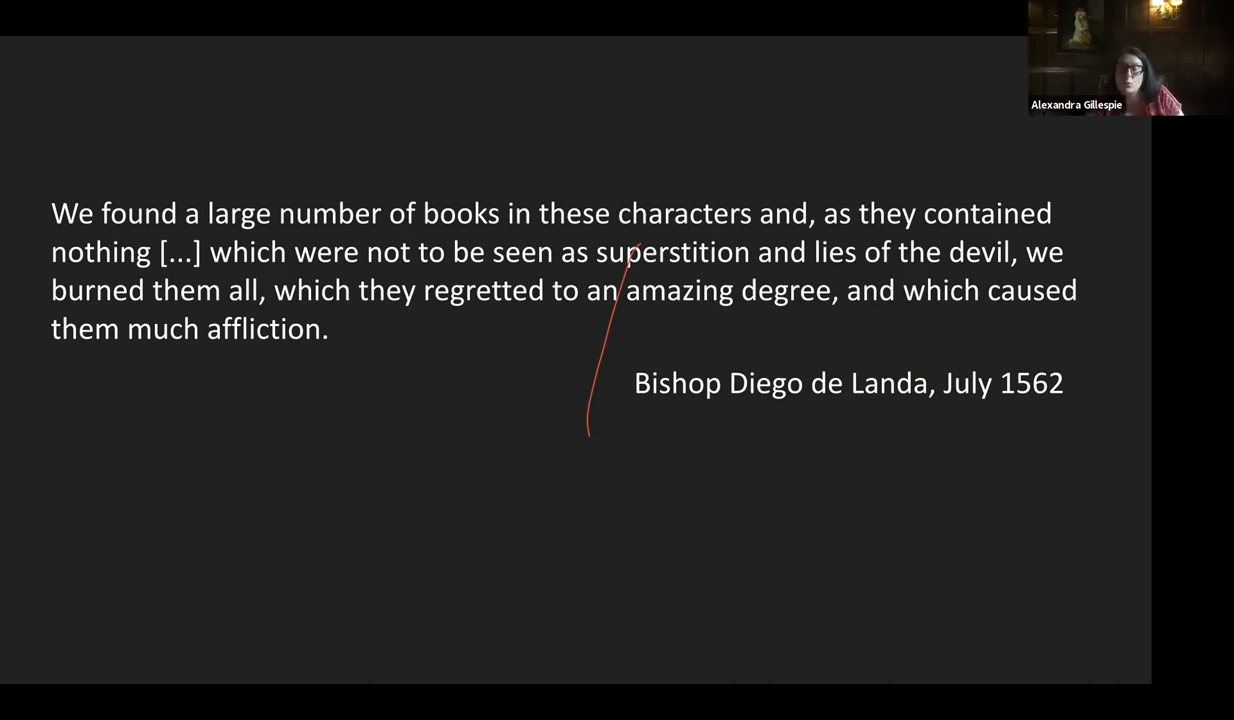 Alexandra Gillespie
We found a large number of books in these characters and, as they contained
nothing [...] which were not to be seen as superstition and lies of the devil, we
burned them all, which they regretted to an amazing degree, and which caused
them much affliction.
Bishop Diego de Landa, July 1562